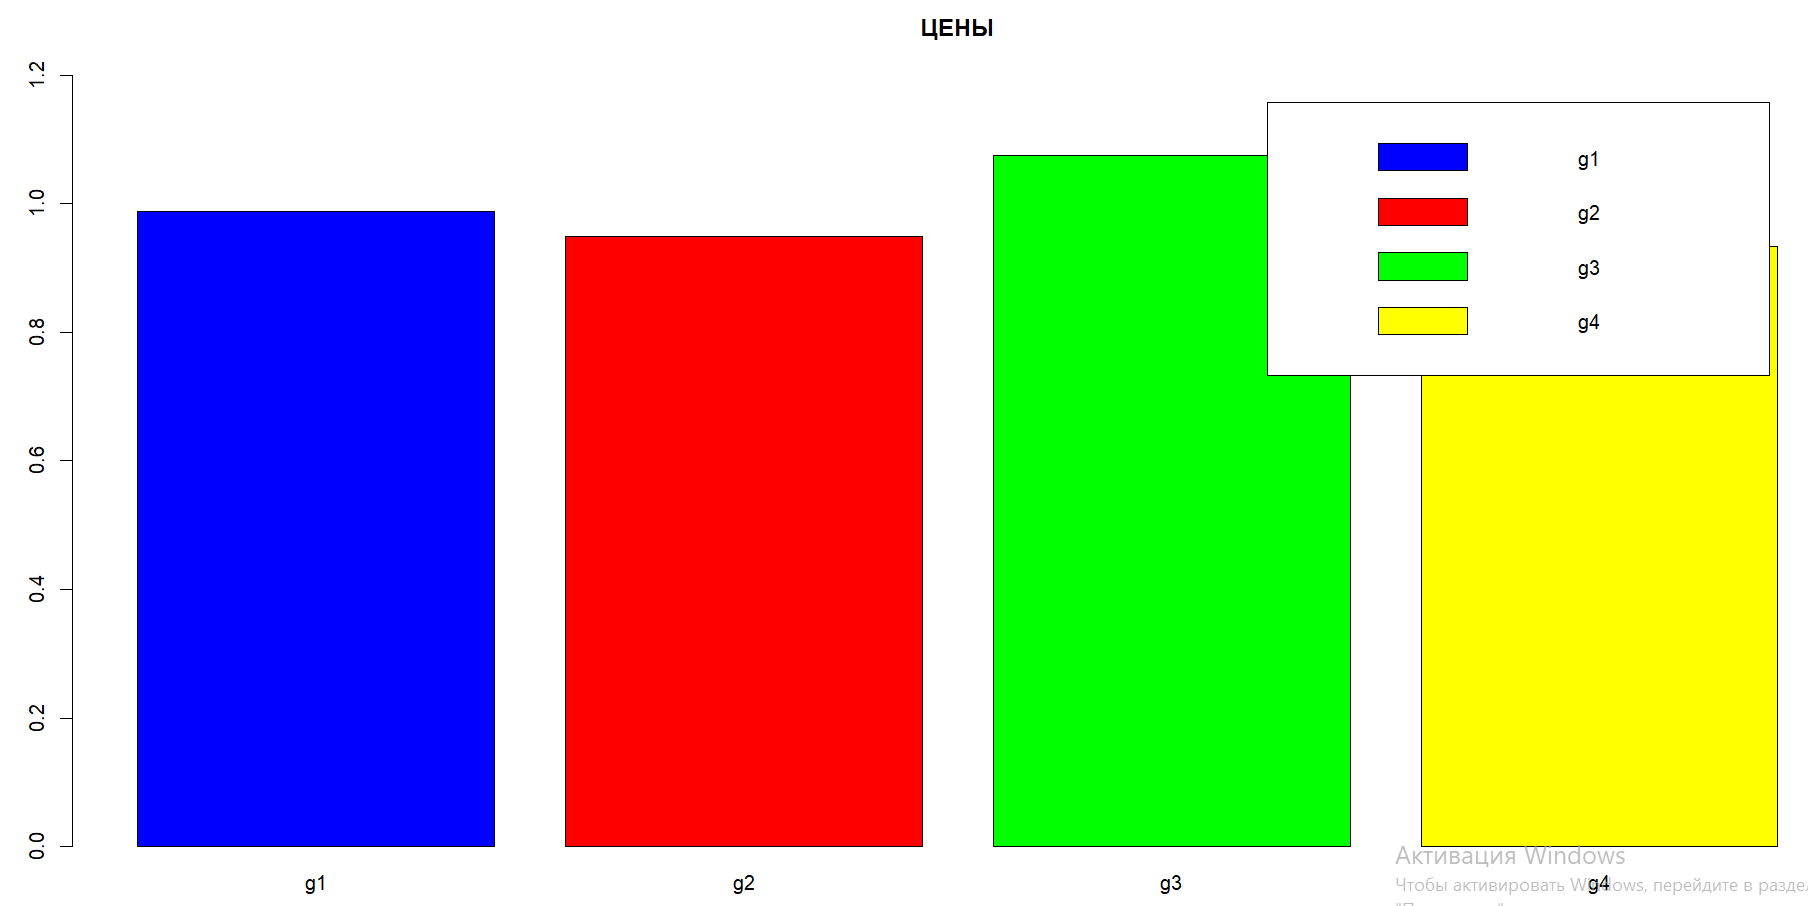 ЦЕНЫ
1.2
1.0
0.8
0.6
0.4
0.2
0.0
g1
g2
g3
g4
g1
g2
g3
g4
Активация Windows
Чтобы активировать Windows, перейдите в раздел